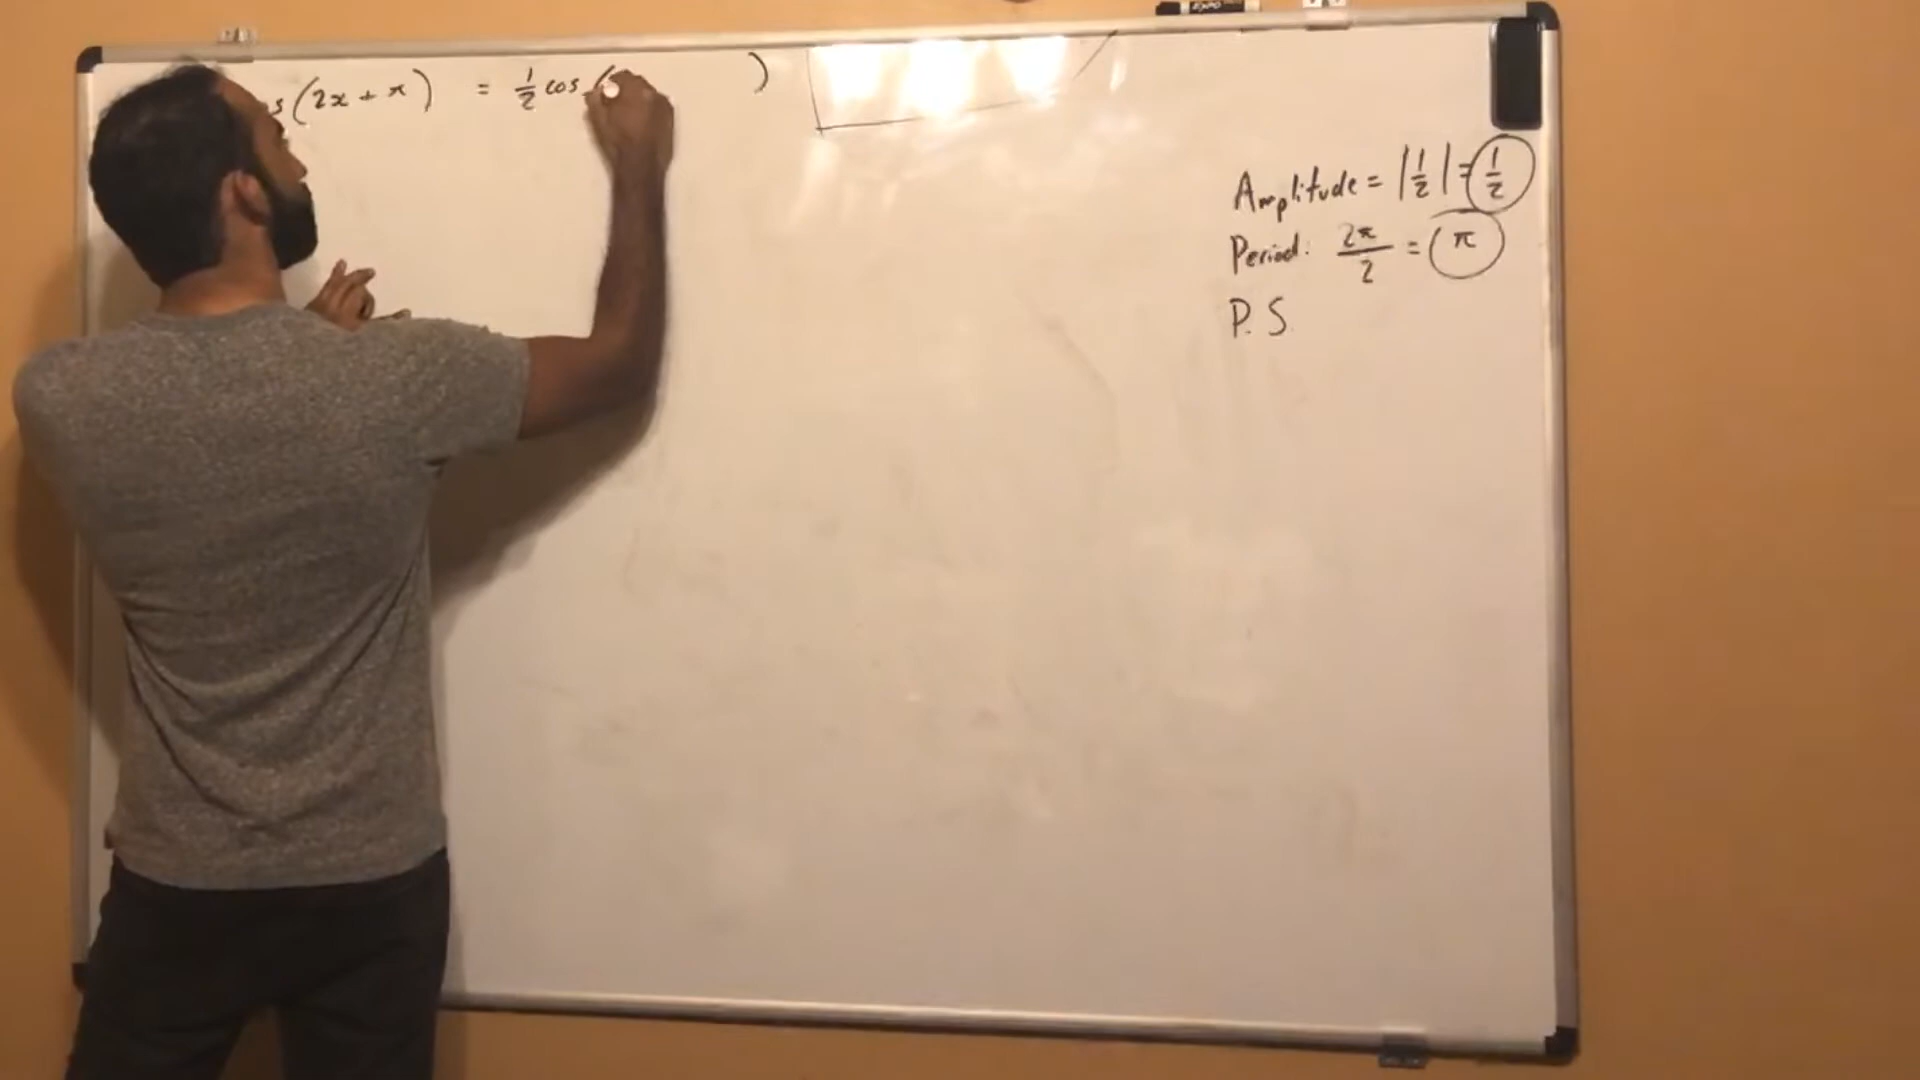 s(2x + π) = 1/2 cos( )
Amplitude = |1/2| = 1/2
Period: 2π/2 = π
P.S.